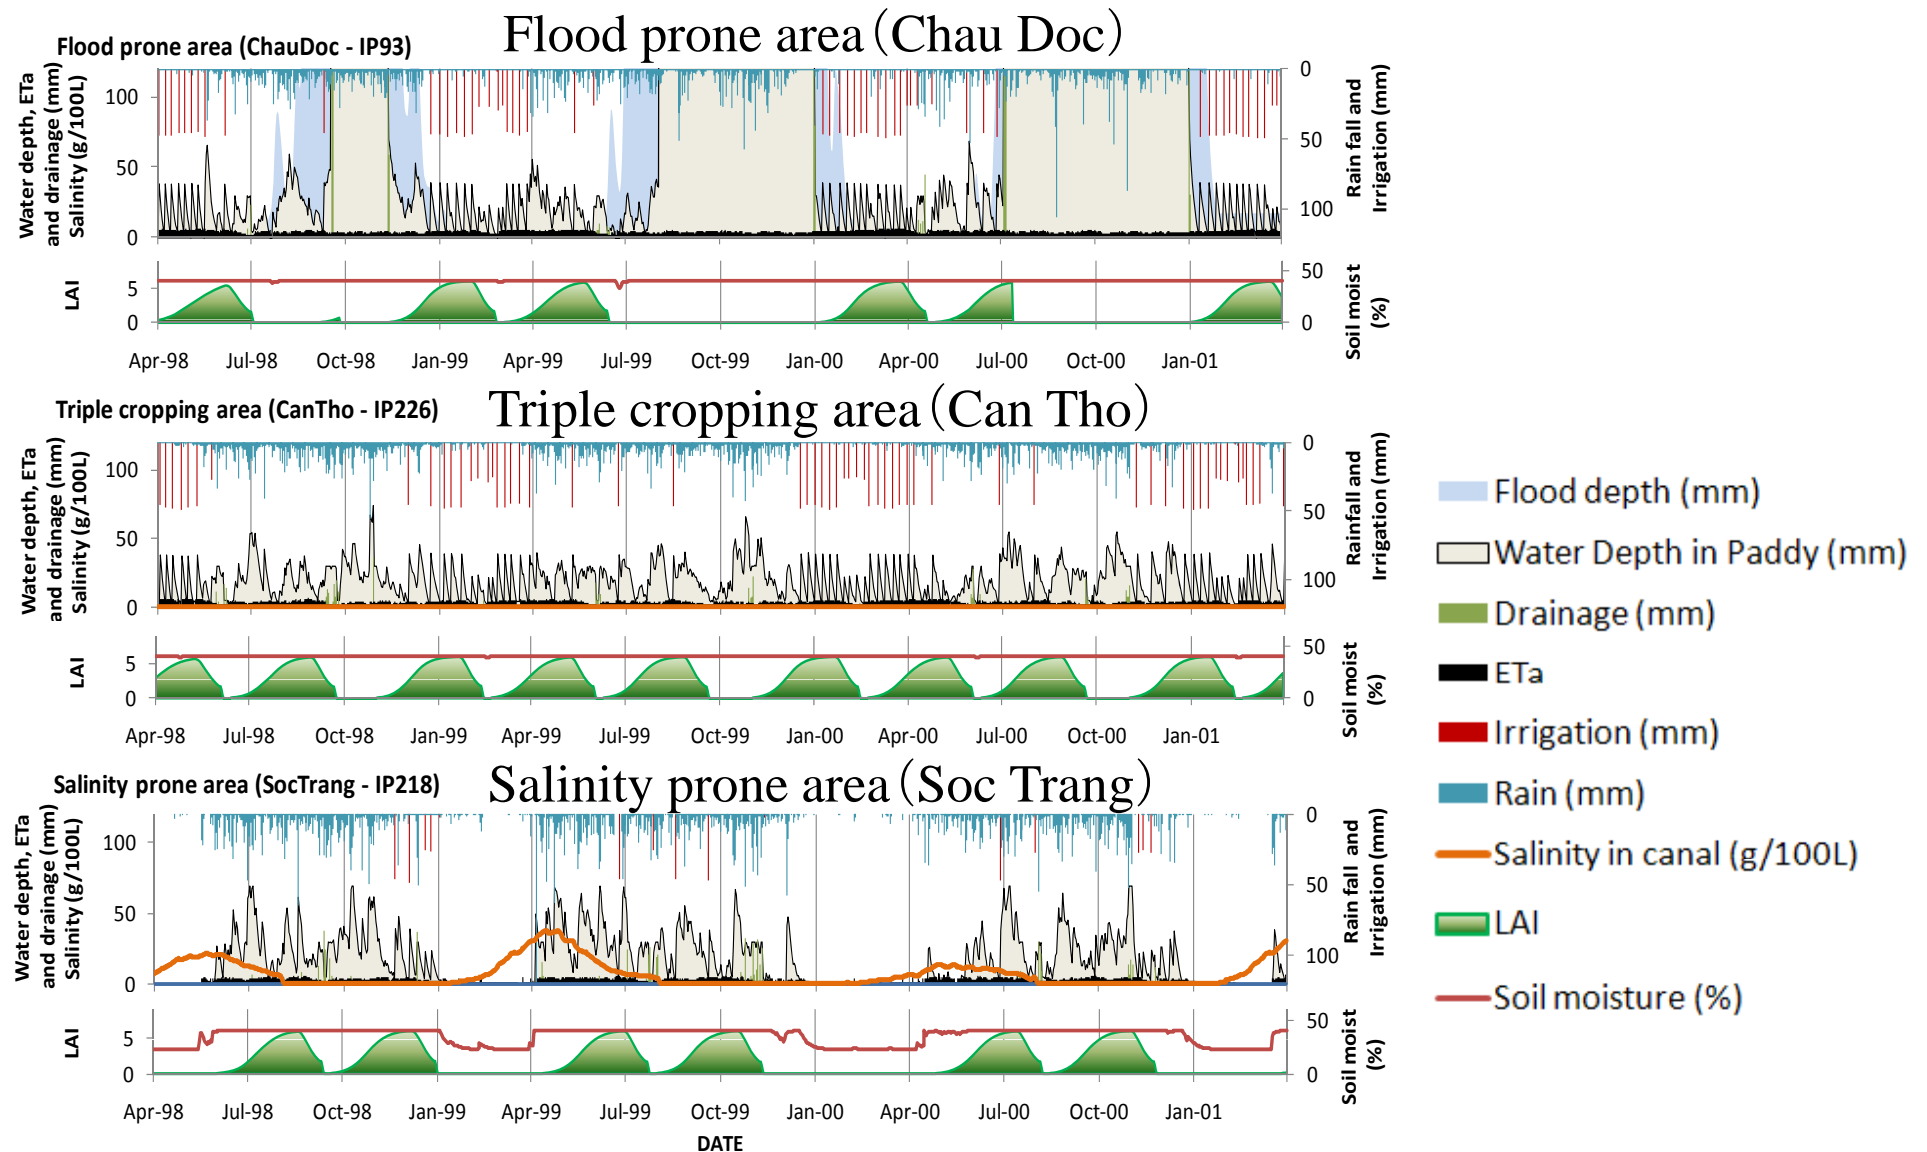 Flood prone area (ChauDoc - IP93)
Flood prone area (Chau Doc)
Water depth, ETa
and drainage (mm)
Salinity (g/100L)
100
50
0
0
50
100
Rain fall and
Irrigation (mm)
LAI
5
0
50
0
Soil moist
(%)
Apr-98 Jul-98 Oct-98 Jan-99 Apr-99 Jul-99 Oct-99 Jan-00 Apr-00 Jul-00 Oct-00 Jan-01
Triple cropping area (CanTho - IP226)
Triple cropping area (Can Tho)
Water depth, ETa
and drainage (mm)
Salinity (g/100L)
100
50
0
0
50
100
Rainfall and
Irrigation (mm)
LAI
5
0
50
0
Soil moist
(%)
Apr-98 Jul-98 Oct-98 Jan-99 Apr-99 Jul-99 Oct-99 Jan-00 Apr-00 Jul-00 Oct-00 Jan-01
Salinity prone area (SocTrang - IP218)
Salinity prone area (Soc Trang)
Water depth, ETa
and drainage (mm)
Salinity (g/100L)
100
50
0
0
50
100
Rain fall and
Irrigation (mm)
LAI
5
0
50
0
Soil moist
(%)
Apr-98 Jul-98 Oct-98 Jan-99 Apr-99 Jul-99 Oct-99 Jan-00 Apr-00 Jul-00 Oct-00 Jan-01
DATE
Flood depth (mm)
Water Depth in Paddy (mm)
Drainage (mm)
ETa
Irrigation (mm)
Rain (mm)
Salinity in canal (g/100L)
LAI
Soil moisture (%)